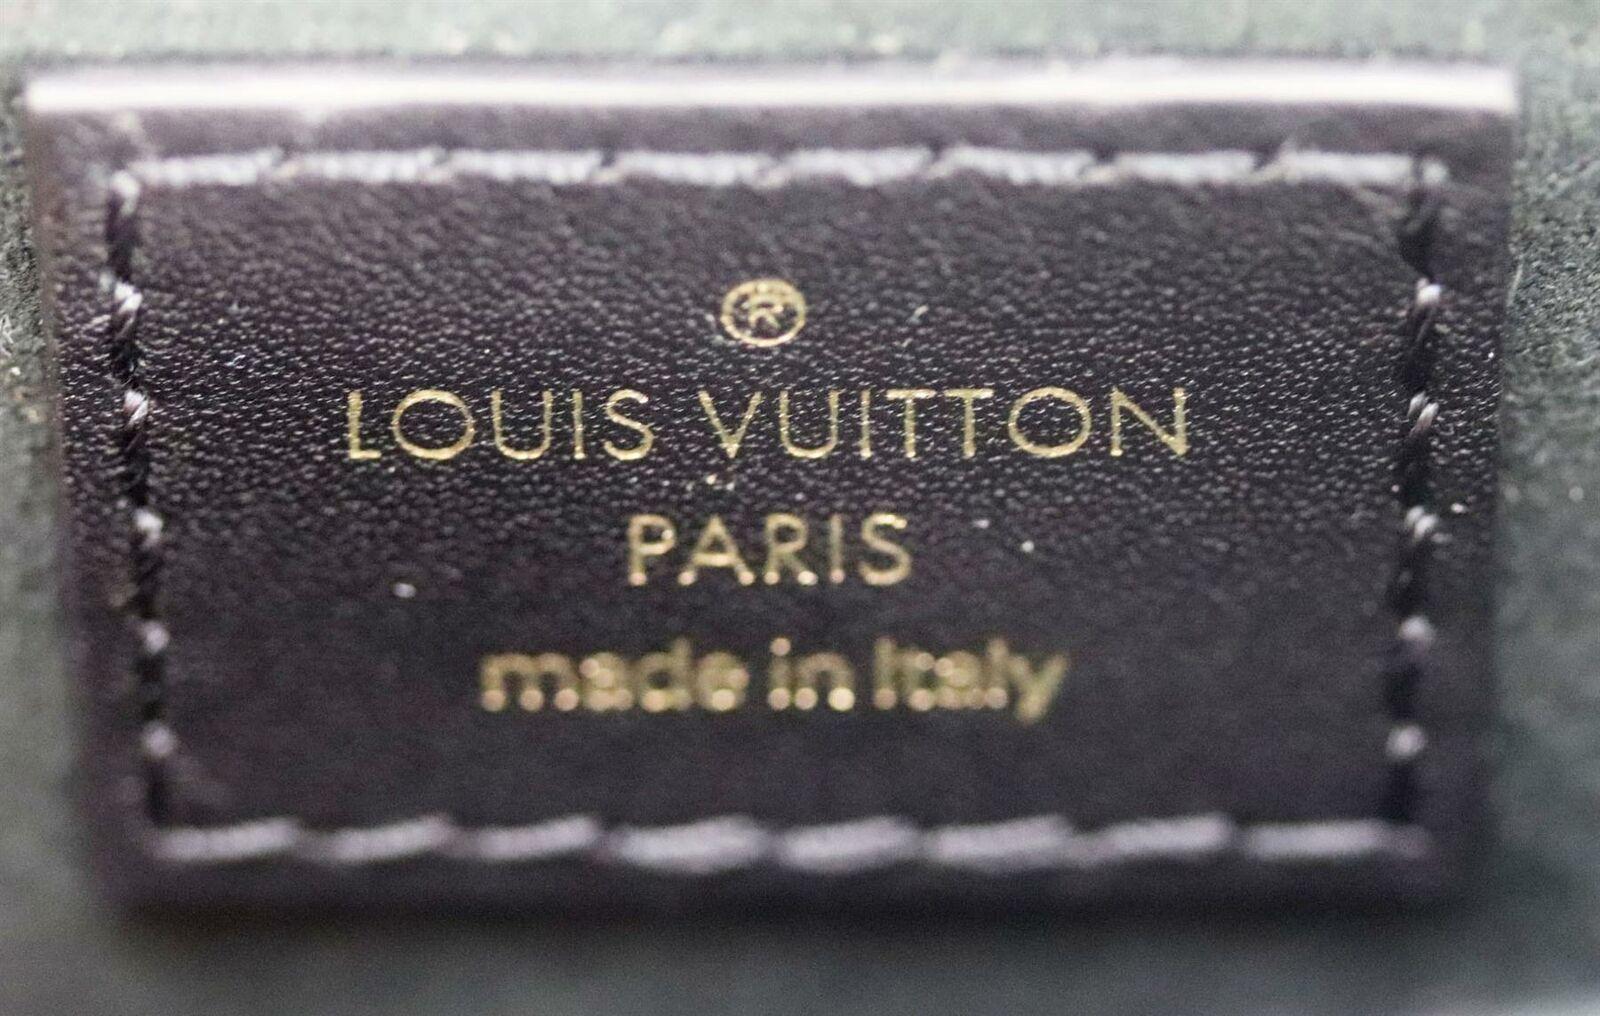 ®
LOUIS VUITTON
PARIS
made in Italy